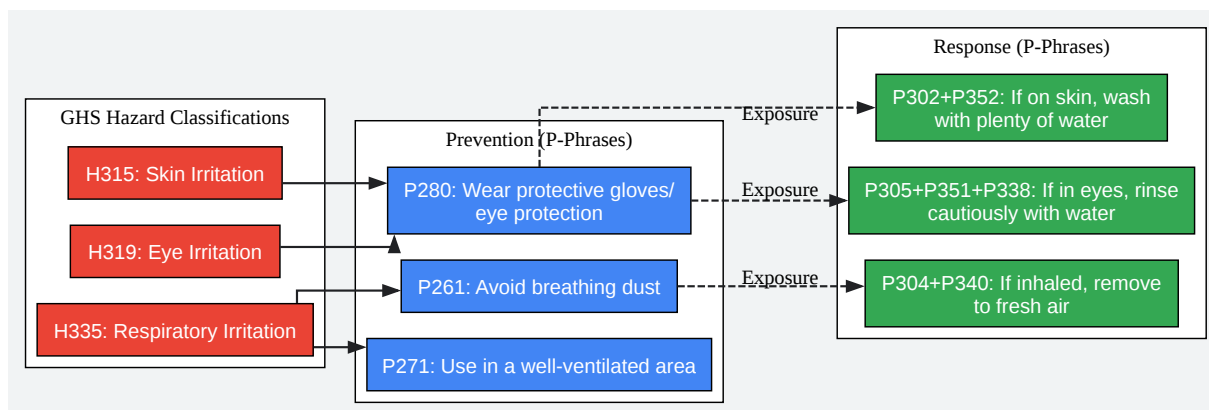 GHS Hazard Classifications
H315: Skin Irritation
H319: Eye Irritation
H335: Respiratory Irritation
Prevention (P-Phrases)
P280: Wear protective gloves/
eye protection
P261: Avoid breathing dust
P271: Use in a well-ventilated area
Exposure
Exposure
Exposure
Response (P-Phrases)
P302+P352: If on skin, wash
with plenty of water
P305+P351+P338: If in eyes, rinse
cautiously with water
P304+P340: If inhaled, remove
to fresh air